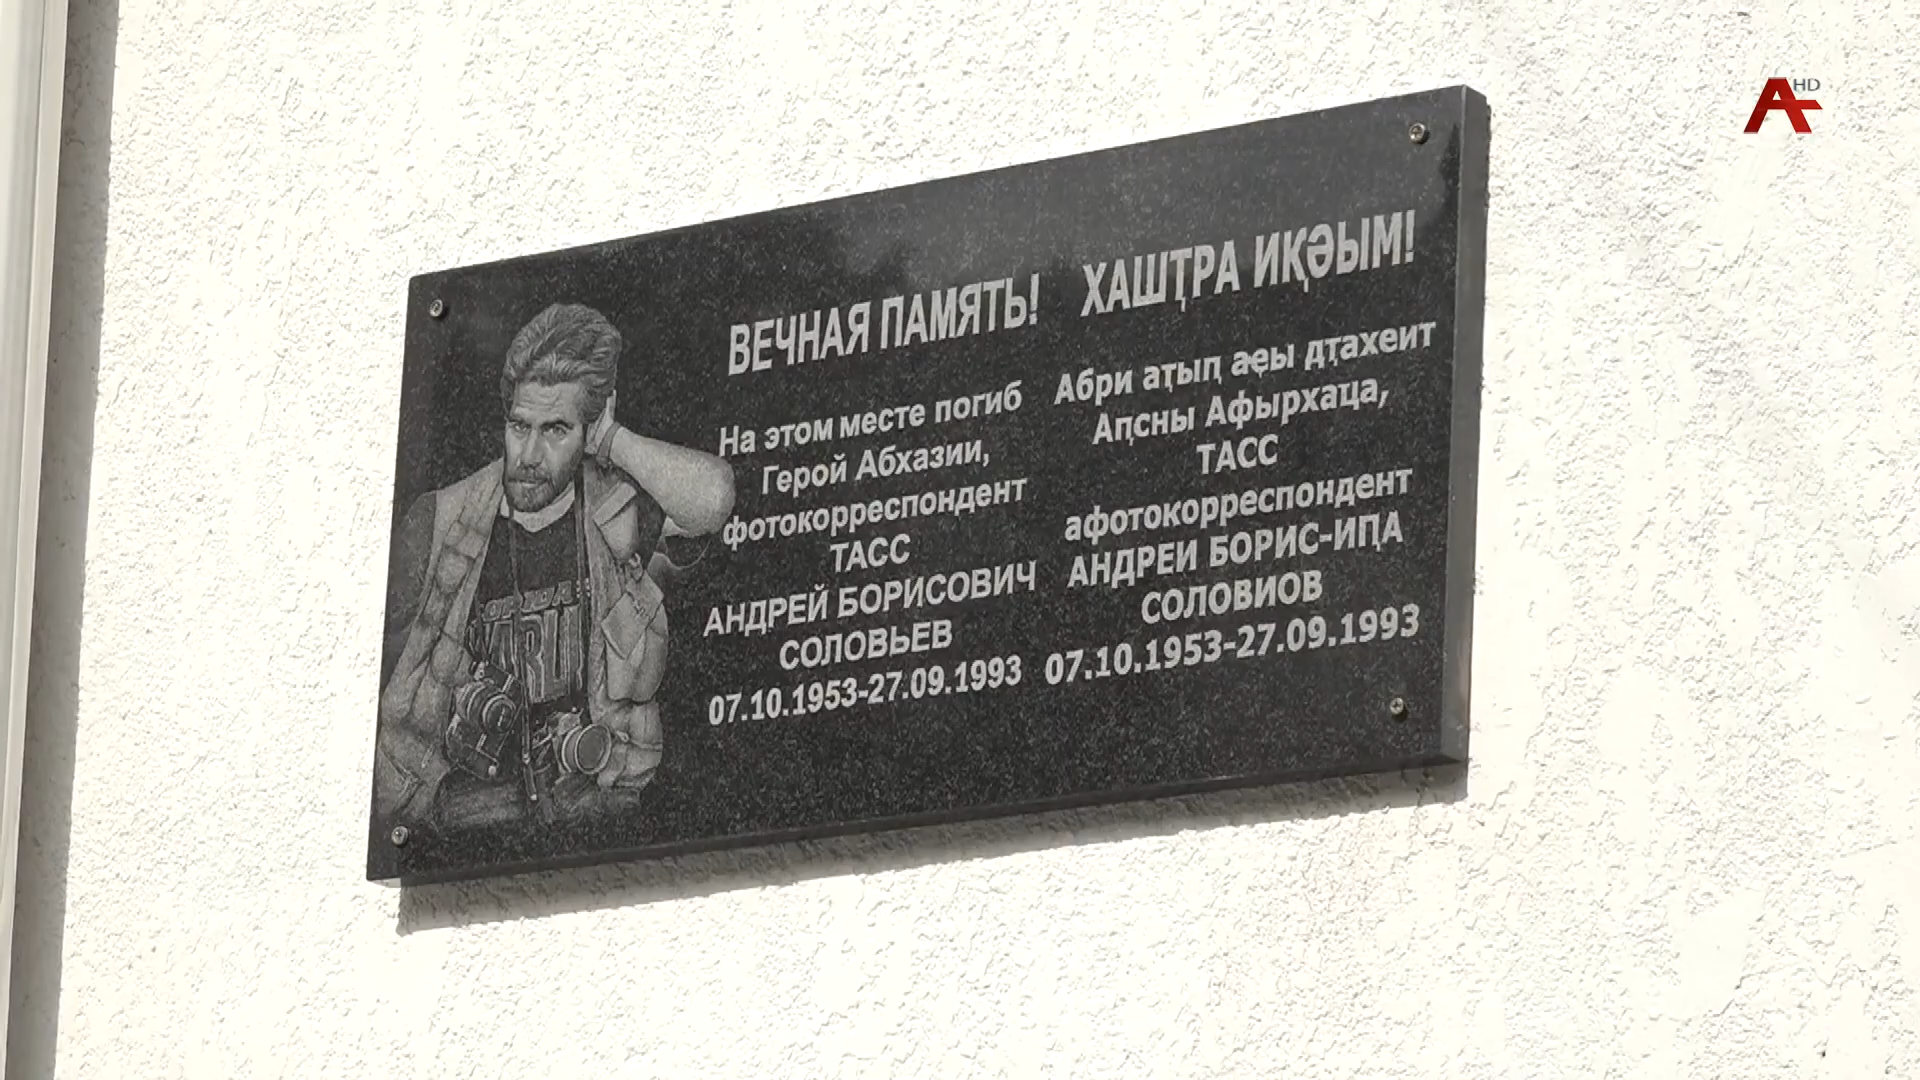 ВЕЧНАЯ ПАМЯТЬ!
На этом месте погиб
Герой Абхазии,
фотокорреспондент
ТАСС
АНДРЕЙ БОРИСОВИЧ
СОЛОВЬЕВ
07.10.1953-27.09.1993
ХАШҬРА ИҚӘЫМ!
Абри аҭыԥ аҿы дҭахеит
Аԥсны Афырхаҵа,
ТАСС
афотокорреспондент
АНДРЕИ БОРИС-ИԤА
СОЛОВИОВ
07.10.1953-27.09.1993
HD